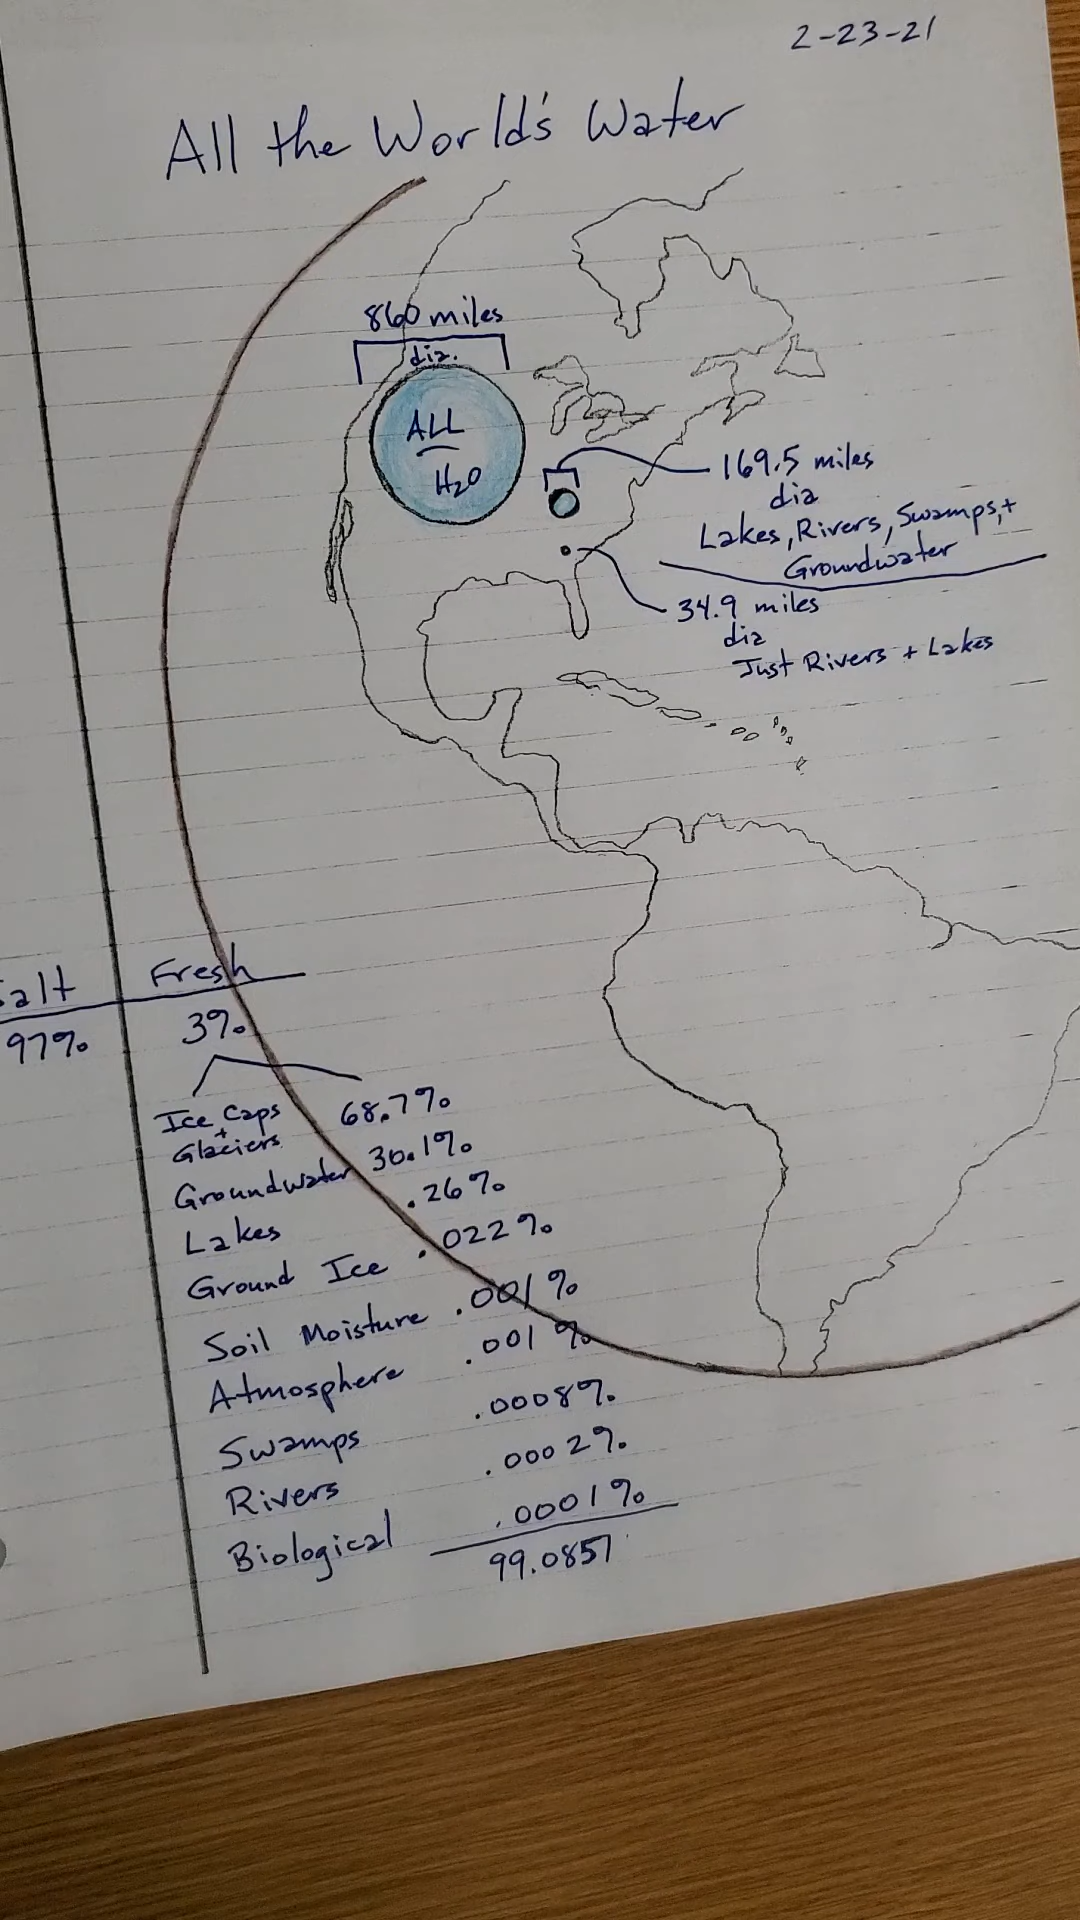 2-23-21
All the World's Water
860 miles
dia.
ALL
H2O
169.5 miles
dia
Lakes, Rivers, Swamps, +
Groundwater
34.9 miles
dia
Just Rivers + Lakes
Salt Fresh
97% 3%
Ice Caps 68.7%
+
Glaciers
Groundwater 30.1%
Lakes .26%
Ground Ice .022%
Soil Moisture .001%
Atmosphere .001%
Swamps .0008%
Rivers .0002%
Biological .0001%
99.0851